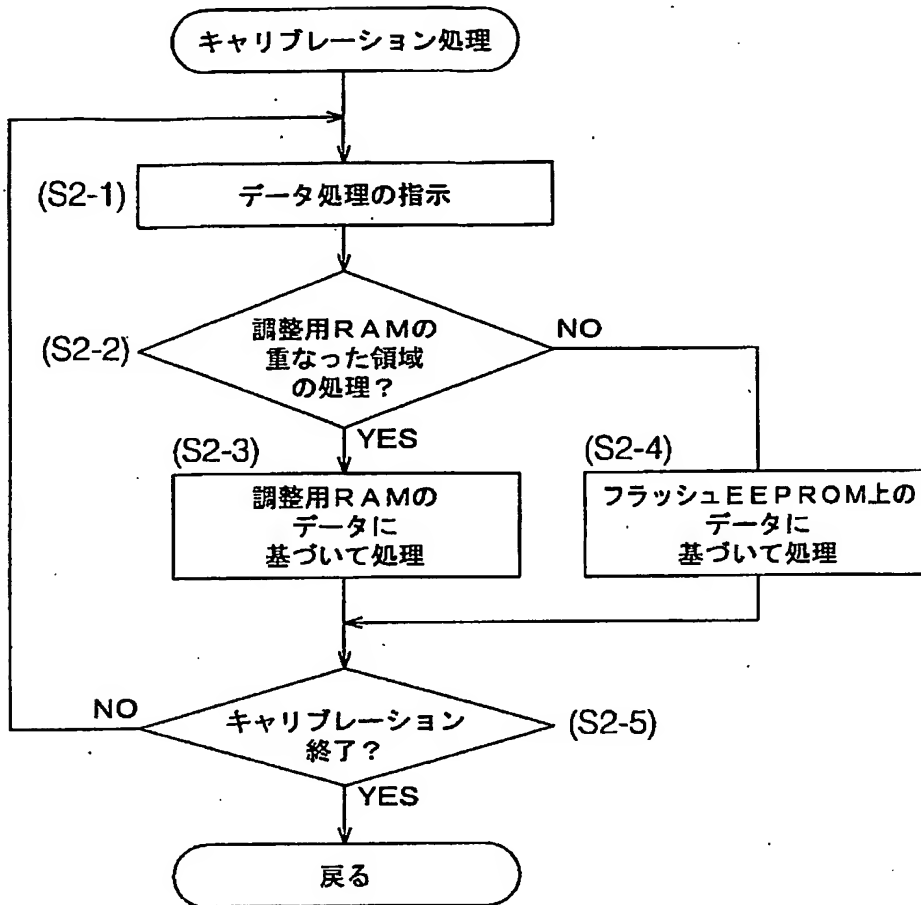 キャリブレーション処理
(S2-1)
データ処理の指示
(S2-2)
調整用RAMの
重なった領域
の処理?
NO
YES
(S2-3)
調整用RAMの
データに
基づいて処理
(S2-4)
フラッシュEEPROM上の
データに
基づいて処理
NO
キャリブレーション
終了?
(S2-5)
YES
戻る